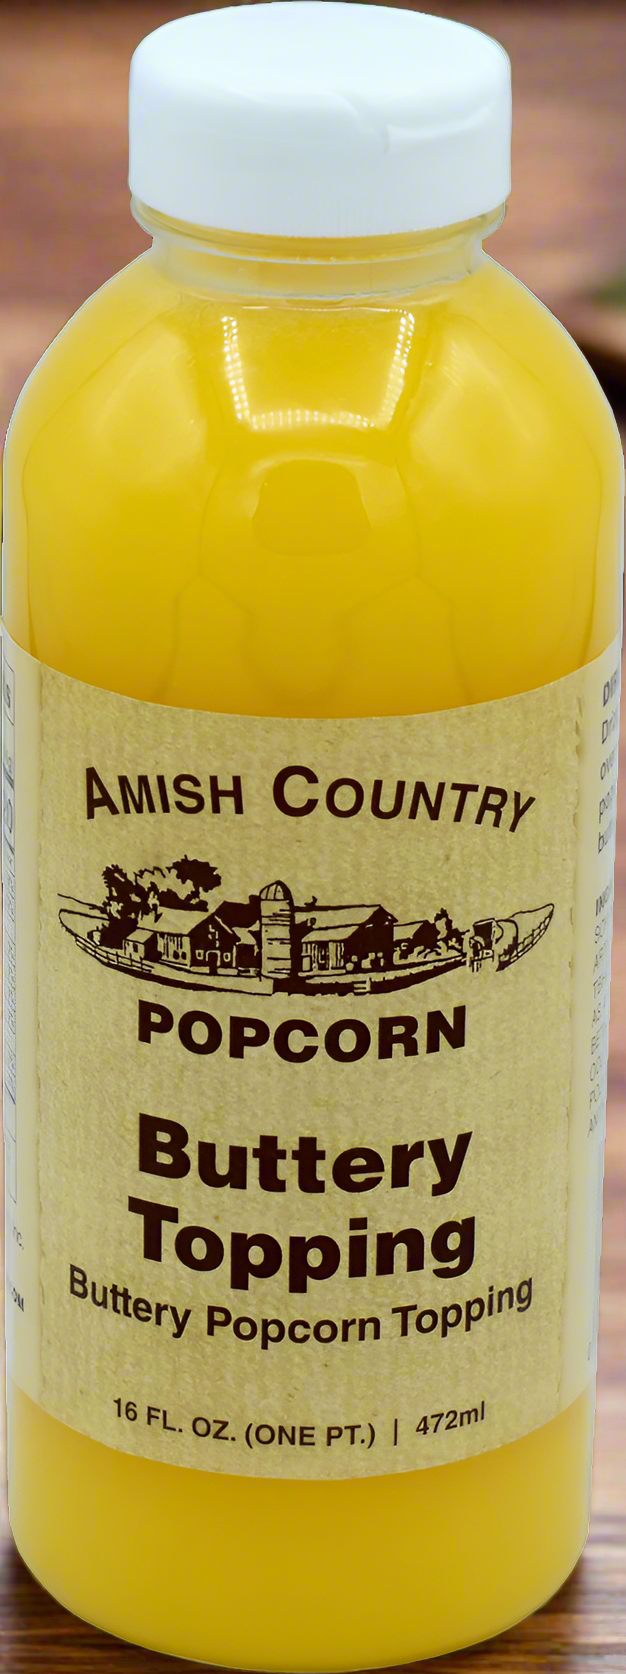 AMISH COUNTRY
POPCORN
Buttery
Topping
Buttery Popcorn Topping
16 FL. OZ. (ONE PT.) | 472ml